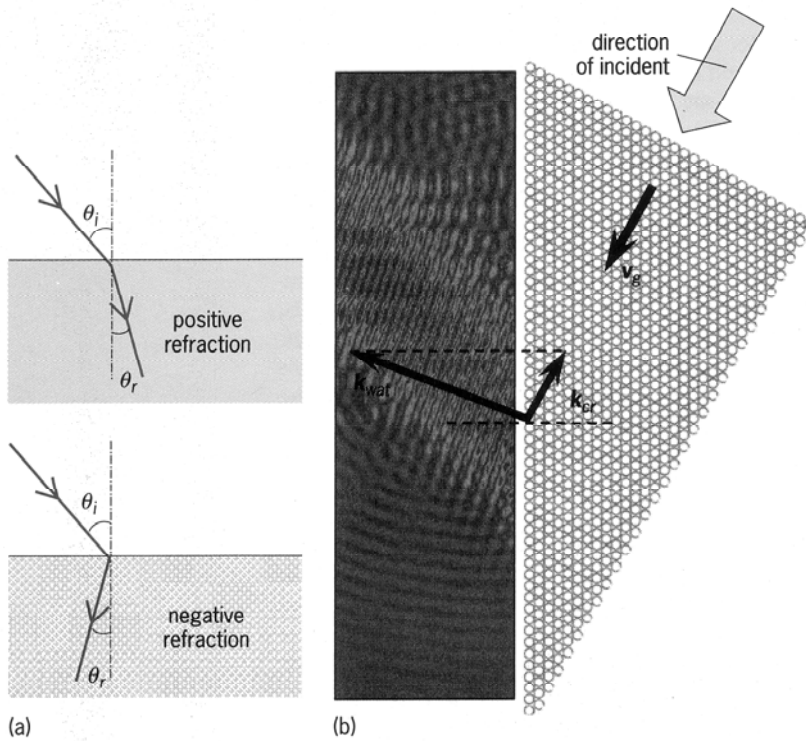 θi
positive
refraction
θr
θi
negative
refraction
θr
(a)
direction
of incident
vg
kwat
kcr
(b)